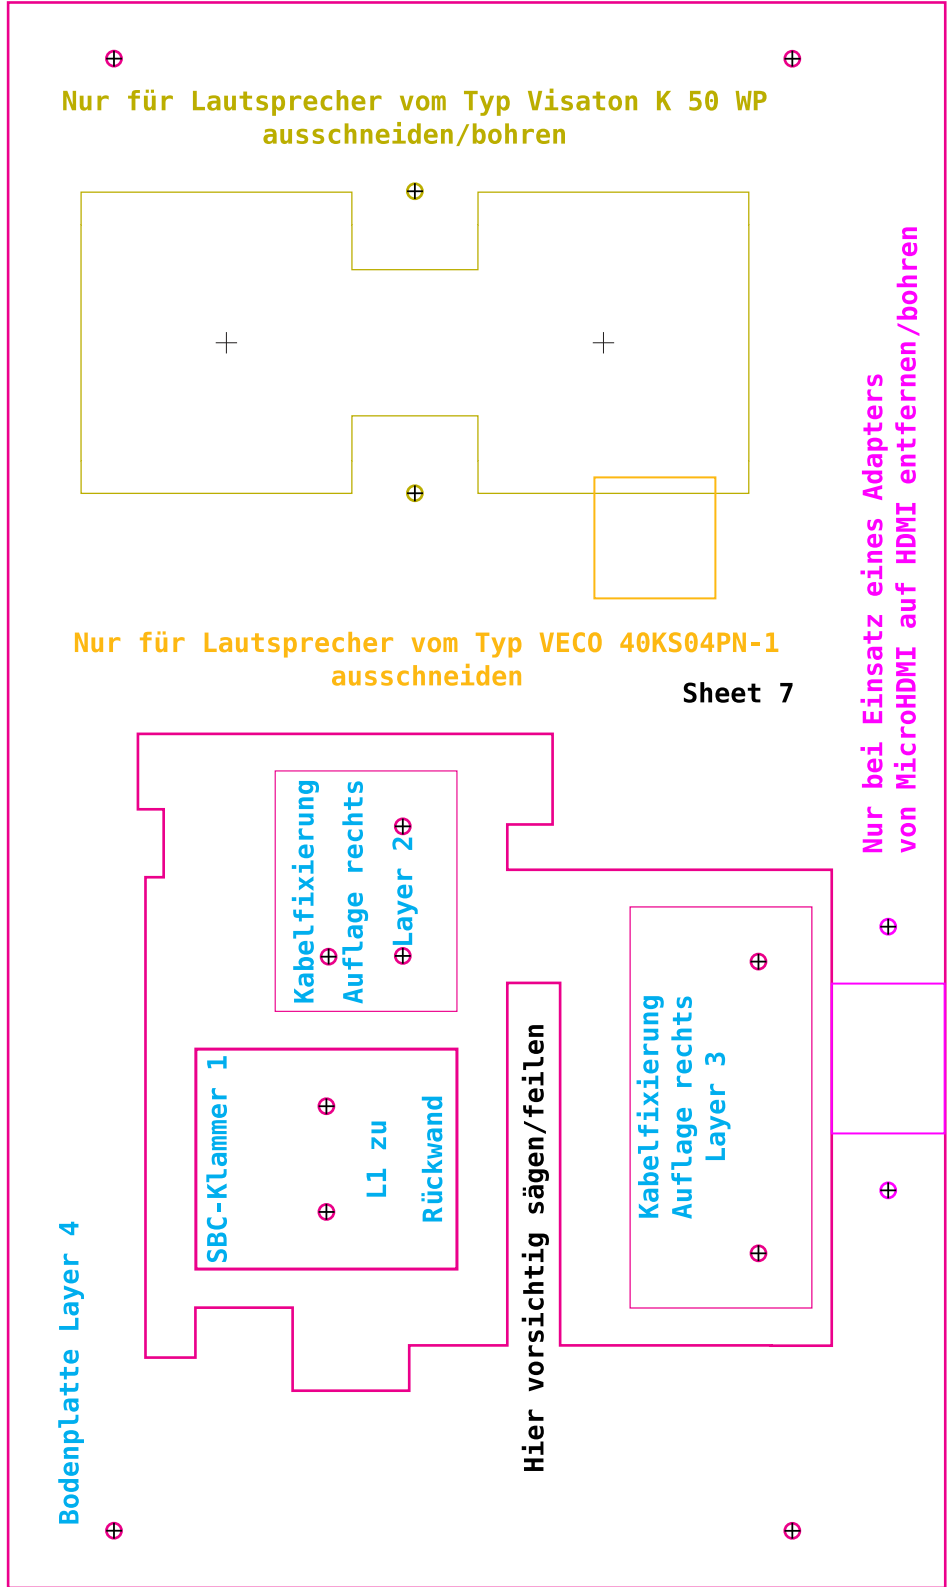 Nur für Lautsprecher vom Typ Visaton K 50 WP
ausschneiden/bohren
Nur bei Einsatz eines Adapters
von MicroHDMI auf HDMI entfernen/bohren
Nur für Lautsprecher vom Typ VECO 40KS04PN-1
ausschneiden
Sheet 7
Kabelfixierung
Auflage rechts
Layer 2
SBC-Klammer 1
L1 zu
Rückwand
Hier vorsichtig sägen/feilen
Kabelfixierung
Auflage rechts
Layer 3
Bodenplatte Layer 4